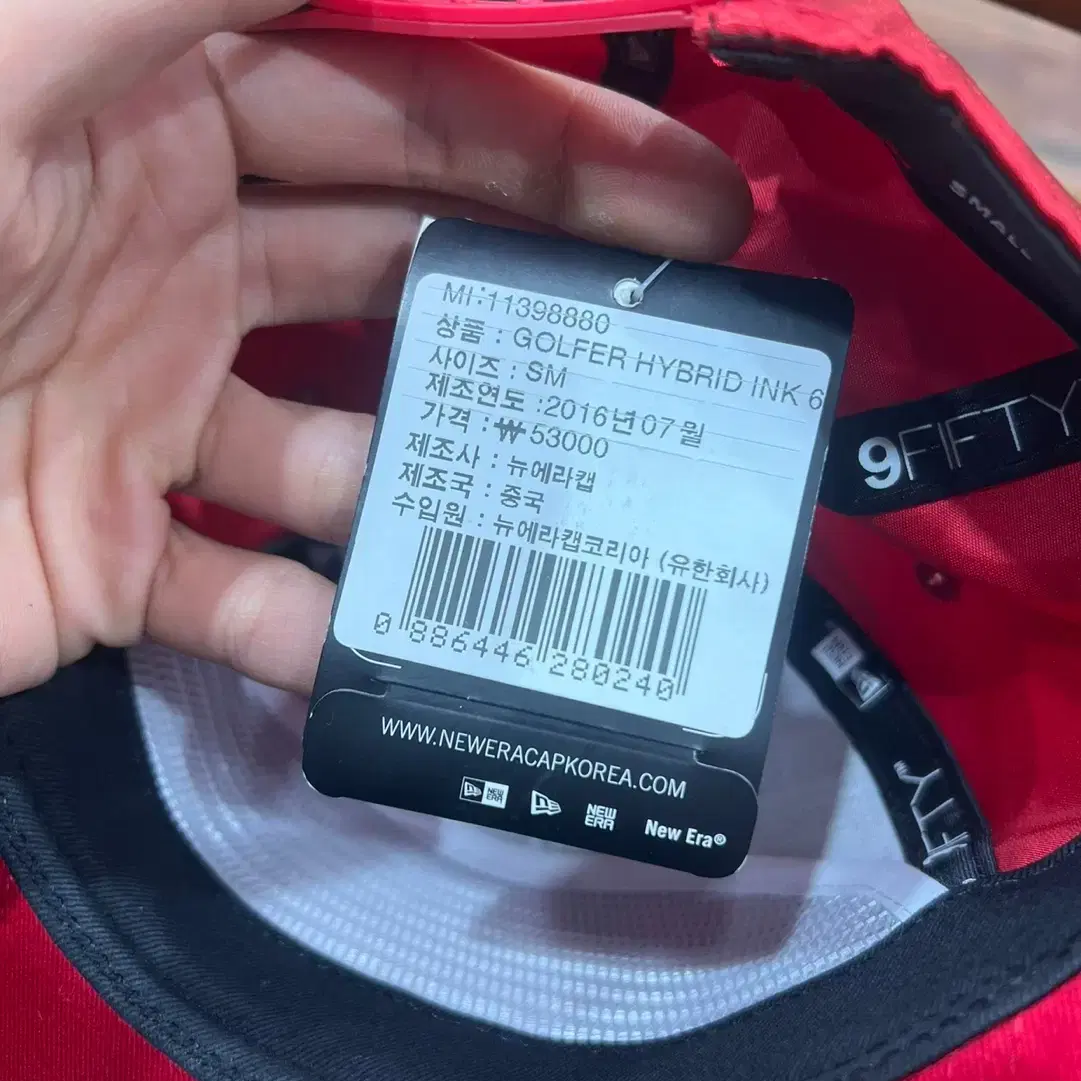 MI:11398880
상품 : GOLFER HYBRID INK 6
사이즈 : SM
제조연도 :2016년07월
가격 : ₩53000
제조사 : 뉴에라캡
제조국 : 중국
수입원 : 뉴에라캡코리아 (유한회사)
0 886446 280240
WWW.NEWERACAPKOREA.COM
NEW ERA
NEW ERA
New Era®
SMALL
9FIFTY
FTY